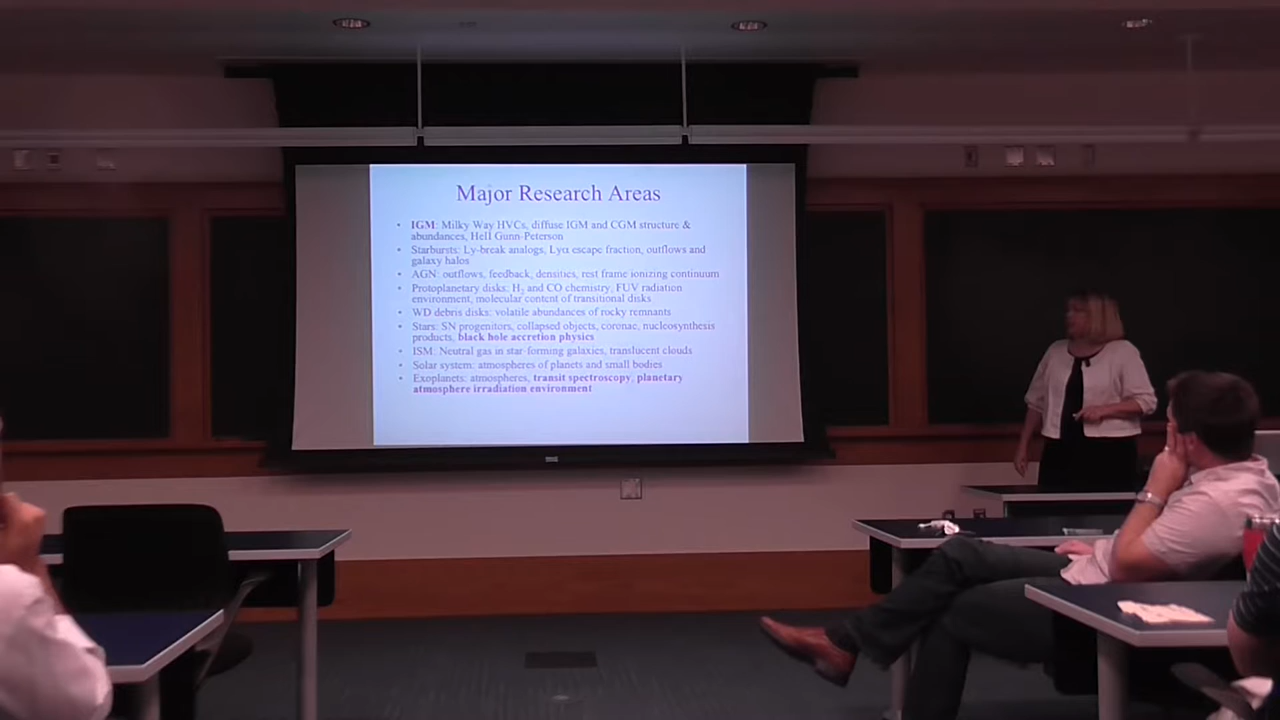 Major Research Areas
• IGM: Milky Way HVCs, diffuse IGM and CGM structure &
abundances, HeII Gunn-Peterson
• Starbursts: Ly-break analogs, Lyα escape fraction, outflows and
galaxy halos
• AGN: outflows, feedback, densities, rest frame ionizing continuum
• Protoplanetary disks: H₂ and CO chemistry, FUV radiation
environment, molecular content of transitional disks
• WD debris disks: volatile abundances of rocky remnants
• Stars: SN progenitors, collapsed objects, coronae, nucleosynthesis
products, black hole accretion physics
• ISM: Neutral gas in star-forming galaxies, translucent clouds
• Solar system: atmospheres of planets and small bodies
• Exoplanets: atmospheres, transit spectroscopy, planetary
atmosphere irradiation environment